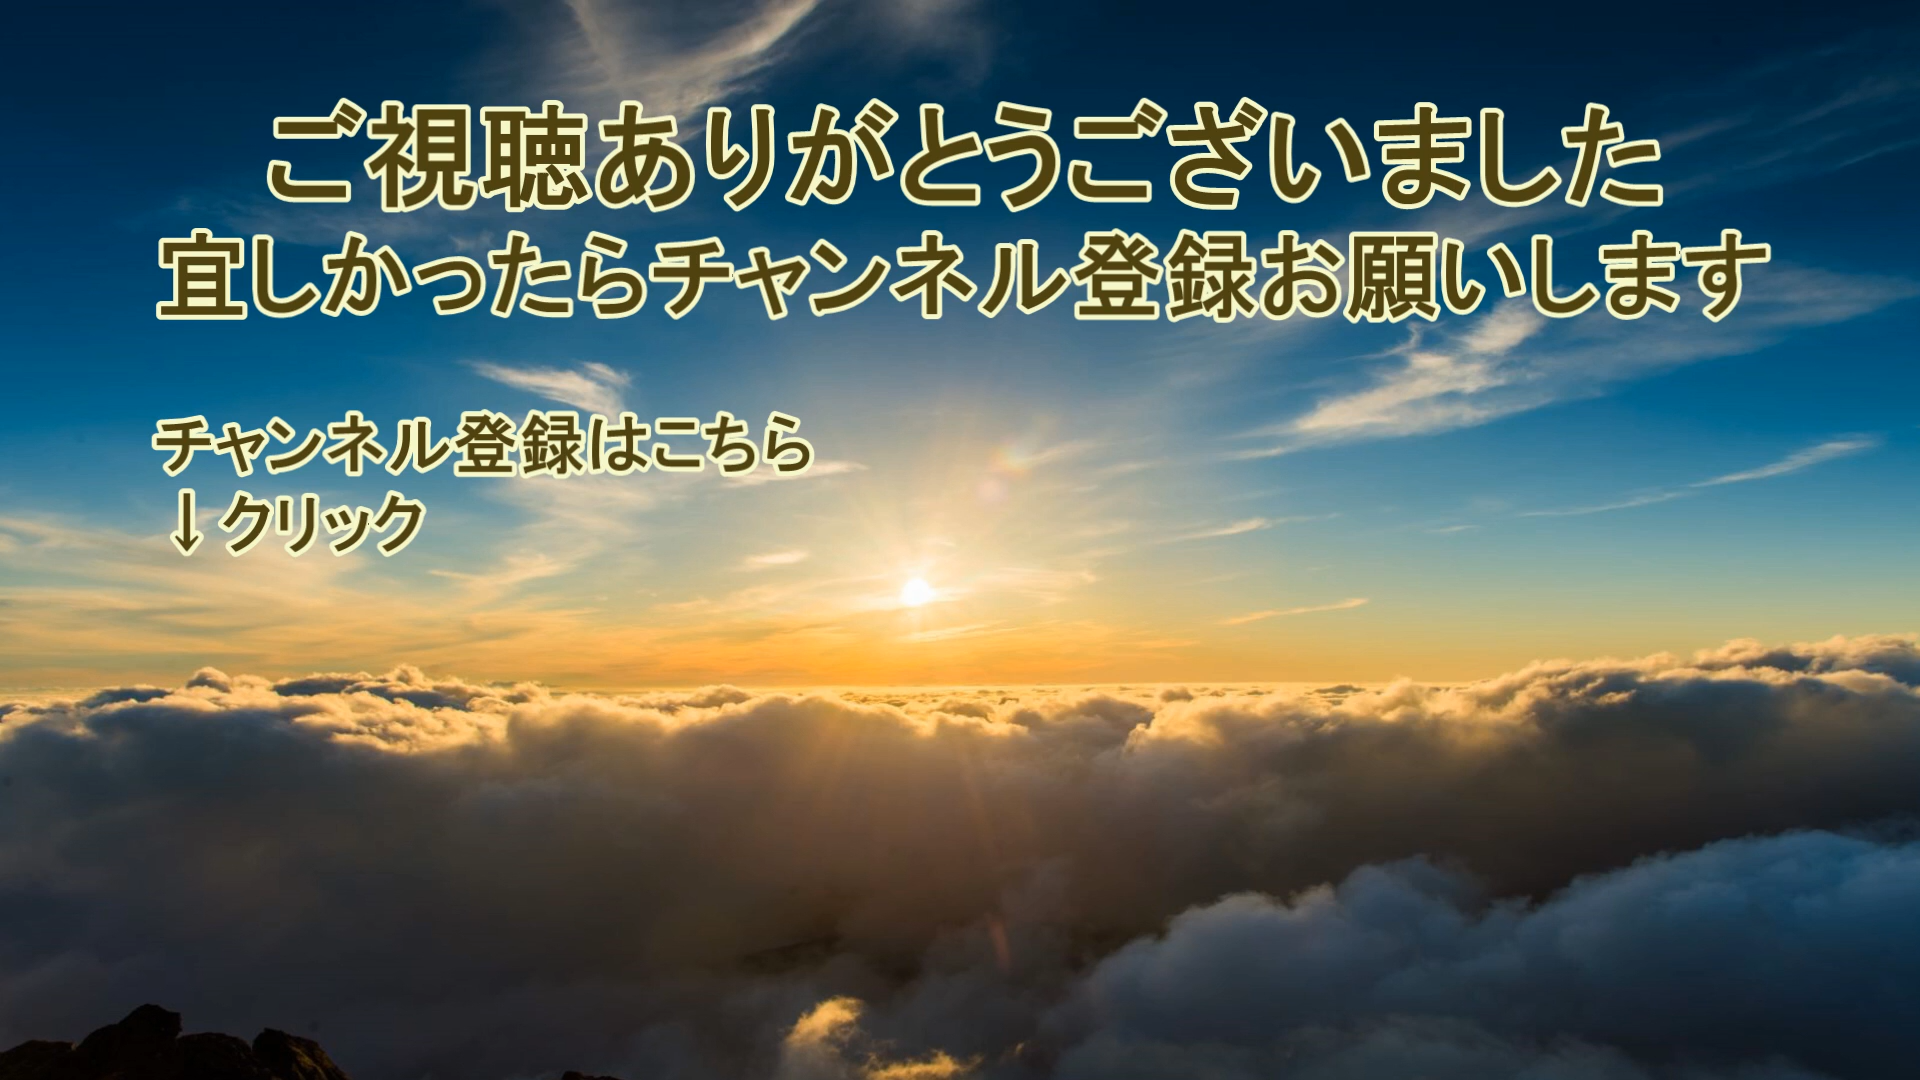 ご視聴ありがとうございました
宜しかったらチャンネル登録お願いします
チャンネル登録はこちら
↓クリック